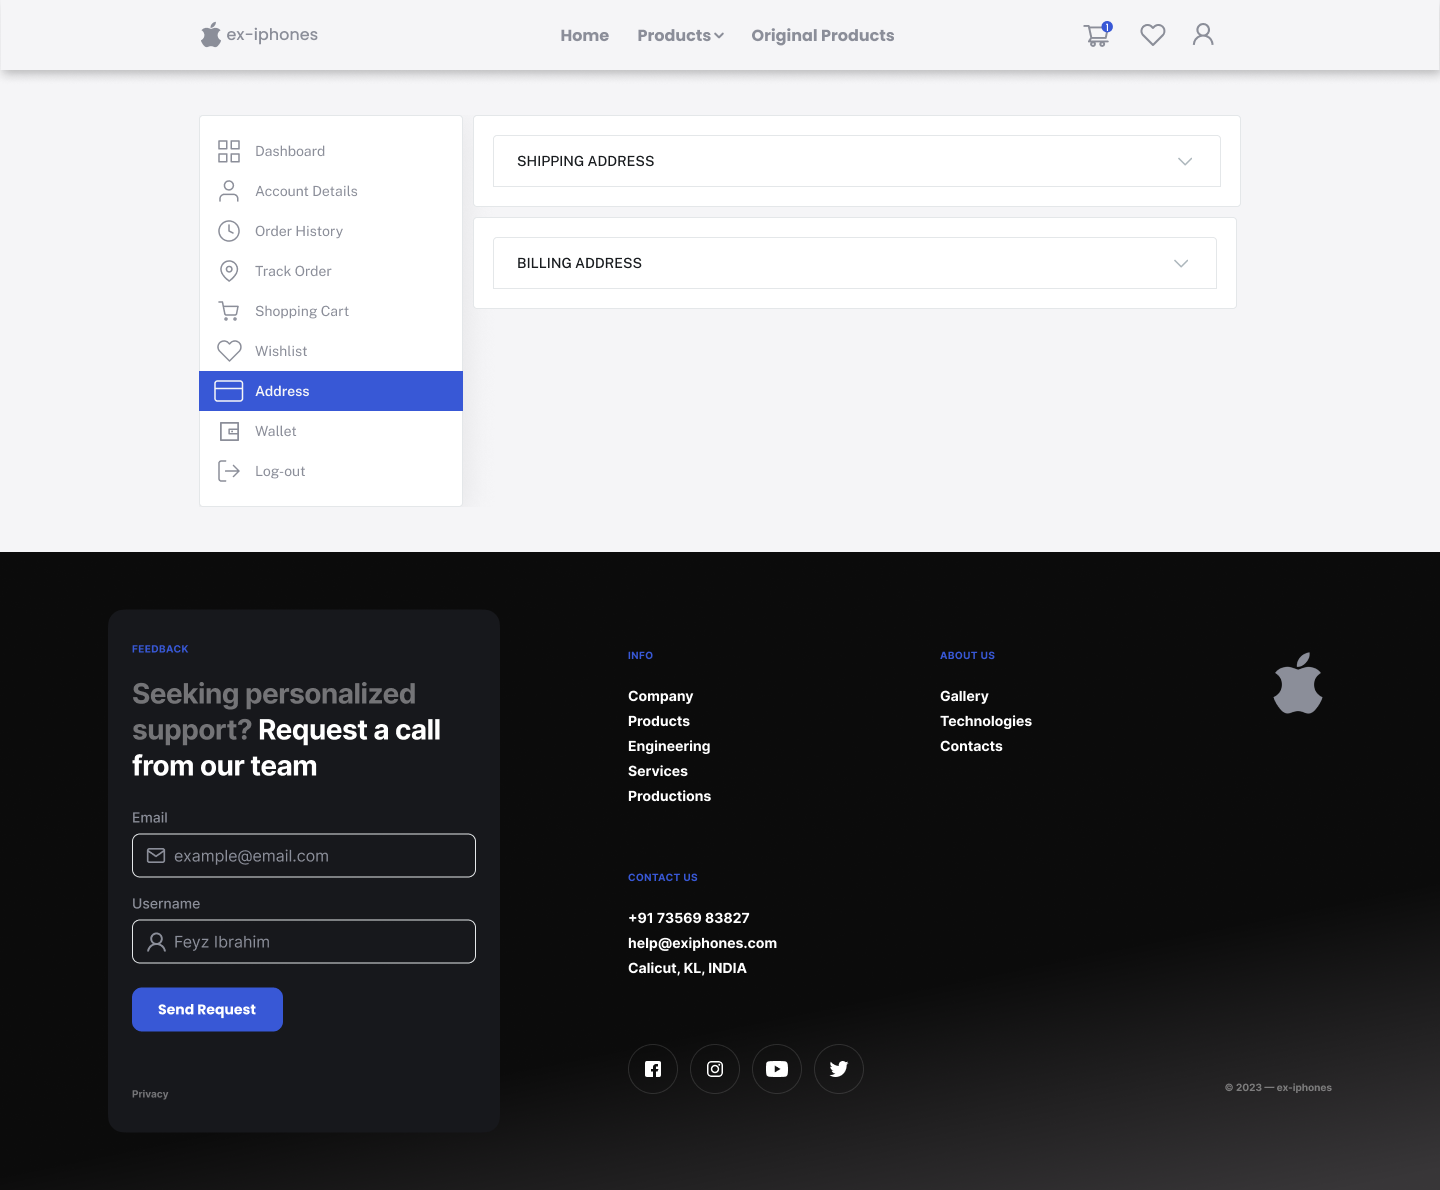 ex-iphones
Home
Products
Original Products
1
Dashboard
Account Details
Order History
Track Order
Shopping Cart
Wishlist
Address
Wallet
Log-out
SHIPPING ADDRESS
BILLING ADDRESS
FEEDBACK
Seeking personalized
support? Request a call
from our team
Email
example@email.com
Username
Feyz Ibrahim
Send Request
Privacy
INFO
Company
Products
Engineering
Services
Productions
ABOUT US
Gallery
Technologies
Contacts
CONTACT US
+91 73569 83827
help@exiphones.com
Calicut, KL, INDIA
© 2023 — ex-iphones